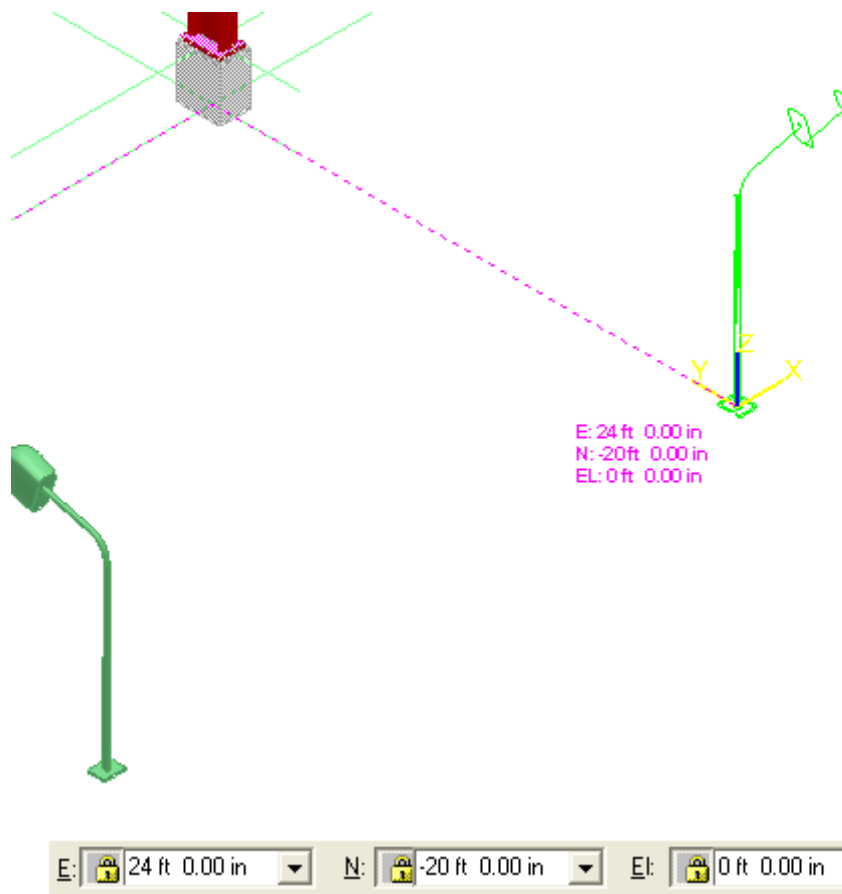 Z
Y X
E: 24 ft 0.00 in
N: -20 ft 0.00 in
EL: 0 ft 0.00 in
E: 24 ft 0.00 in N: -20 ft 0.00 in El: 0 ft 0.00 in